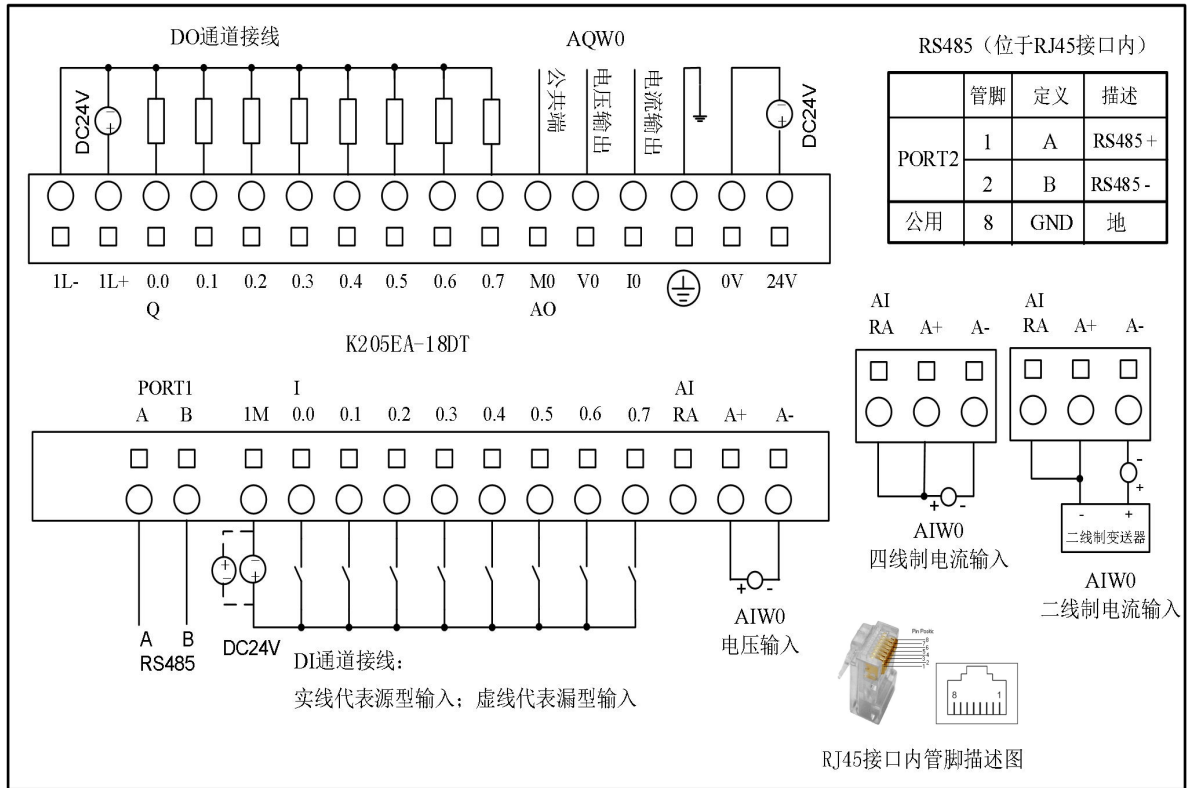 DO通道接线
AQW0
DC24V
公共端
电压输出
电流输出
DC24V
1L- 1L+ 0.0 0.1 0.2 0.3 0.4 0.5 0.6 0.7 M0 V0 I0 0V 24V
Q AO
K205EA-18DT
RS485（位于RJ45接口内）
管脚 定义 描述
PORT2 1 A RS485+
2 B RS485-
公用 8 GND 地
PORT1 I AI
A B 1M 0.0 0.1 0.2 0.3 0.4 0.5 0.6 0.7 RA A+ A-
A B
RS485
DC24V
DI通道接线：
实线代表源型输入；虚线代表漏型输入
+ -
AIW0
电压输入
AI
RA A+ A-
+ -
AIW0
四线制电流输入
AI
RA A+ A-
-
+
- +
二线制变送器
AIW0
二线制电流输入
8 1
RJ45接口内管脚描述图